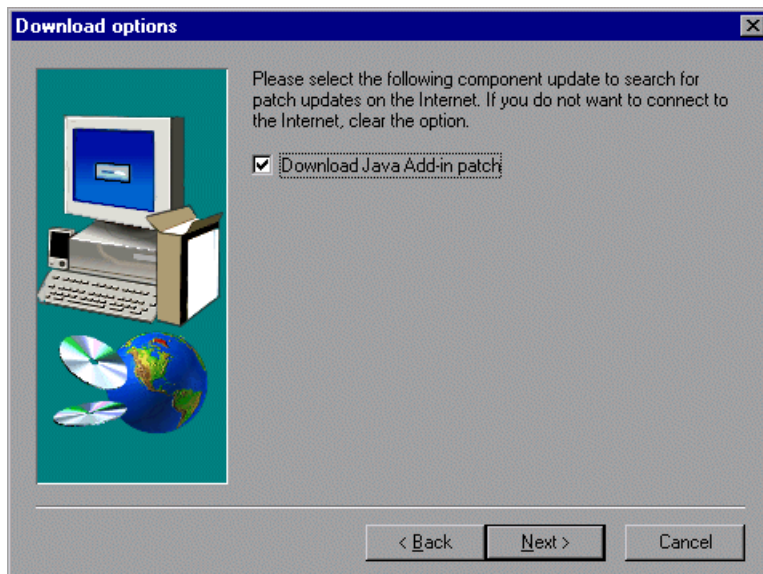 Download options
Please select the following component update to search for
patch updates on the Internet. If you do not want to connect to
the Internet, clear the option.
Download Java Add-in patch
< Back
Next >
Cancel